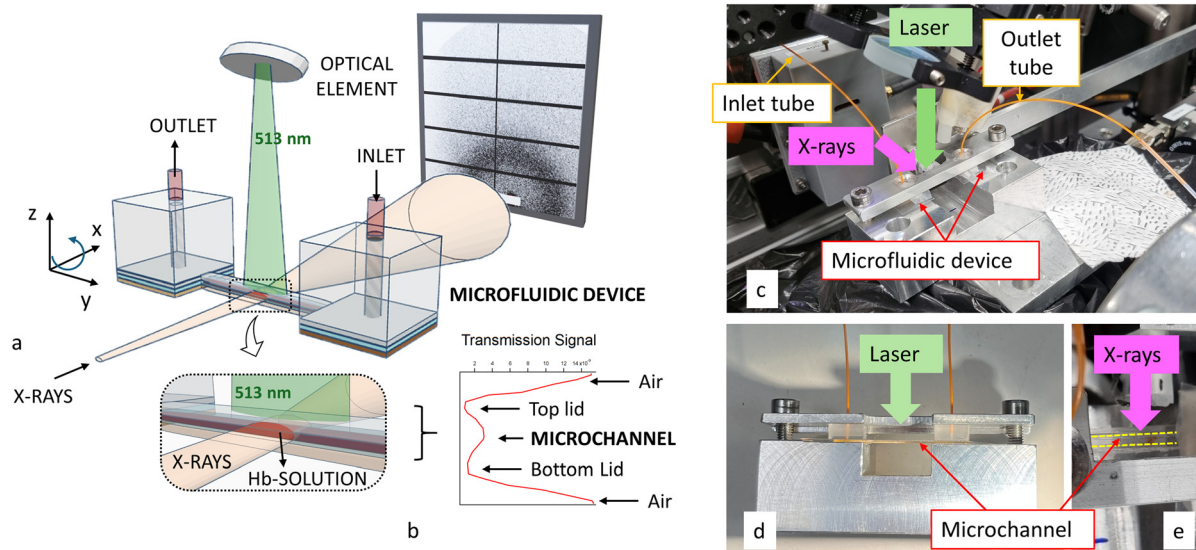 OPTICAL
ELEMENT
OUTLET
513 nm
INLET
z
x
y
MICROFLUIDIC DEVICE
a
X-RAYS
513 nm
X-RAYS
Hb-SOLUTION
Transmission Signal
2 4 6 8 10 12 14
Air
Top lid
MICROCHANNEL
Bottom Lid
Air
b
Laser
Outlet
tube
Inlet tube
X-rays
Microfluidic device
c
Laser
X-rays
Microchannel
d
e